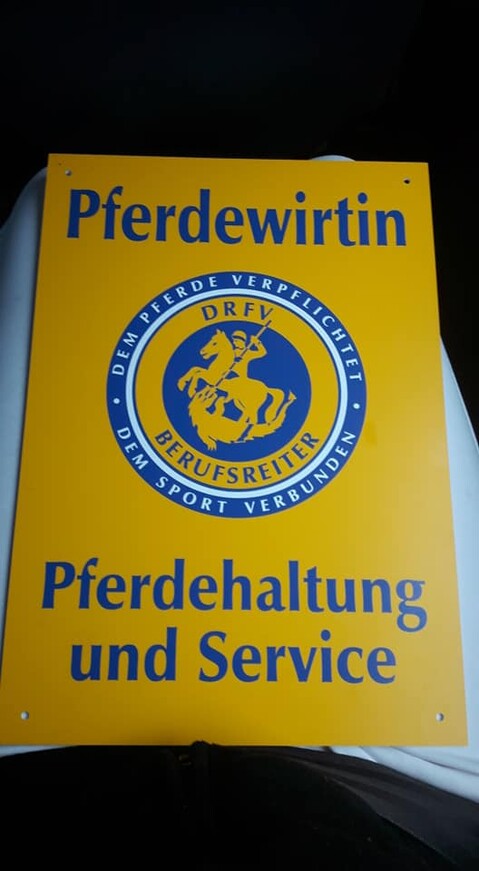 Pferdewirtin
DEM PFERDE VERPFLICHTET
DRFV
BERUFSREITER
DEM SPORT VERBUNDEN
Pferdehaltung
und Service